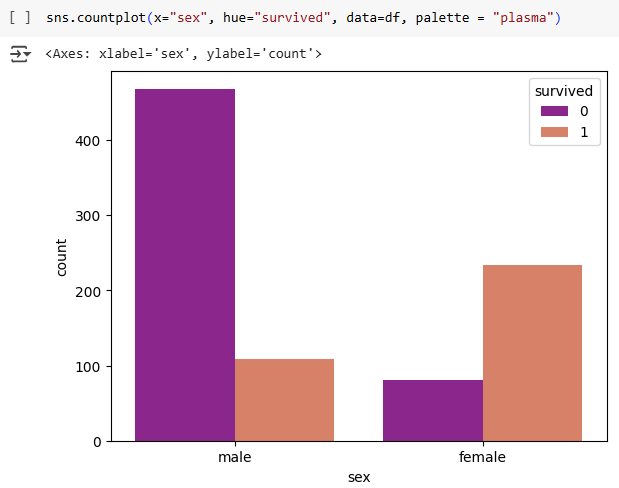 [ ] sns.countplot(x="sex", hue="survived", data=df, palette = "plasma")
<Axes: xlabel='sex', ylabel='count'>
survived
0
1
400
300
200
100
0
count
male female
sex